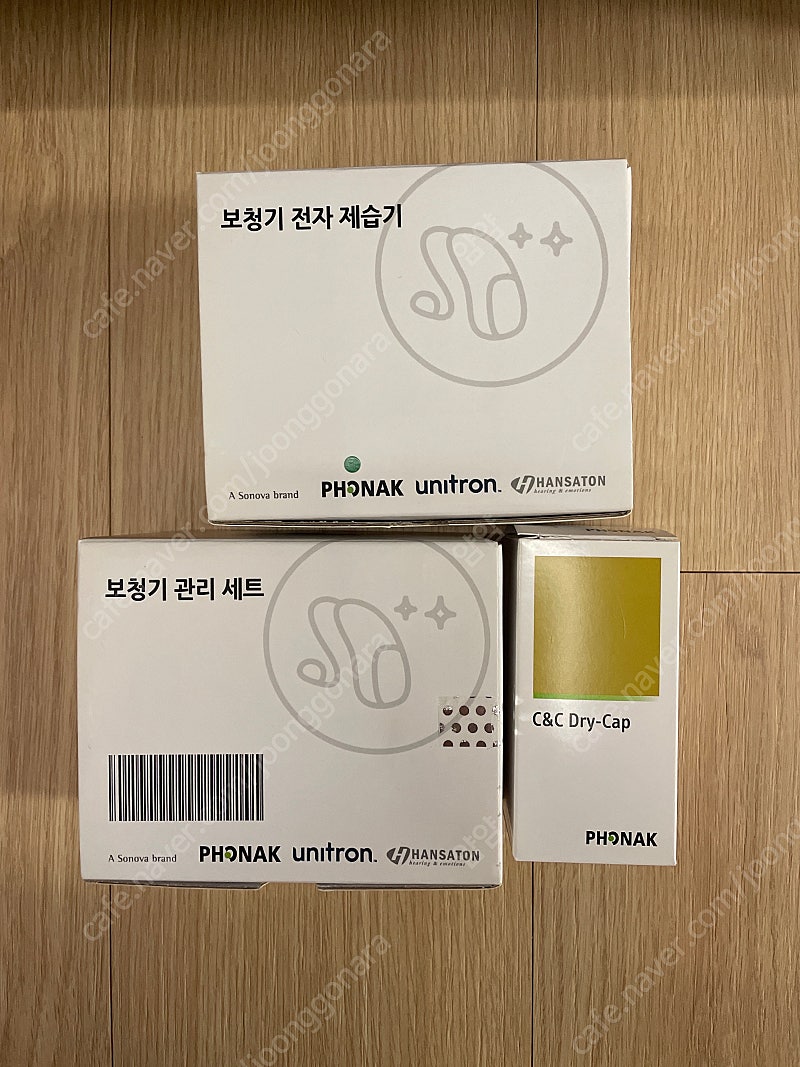 보청기 전자 제습기
A Sonova brand
PHONAK unitron. HANSATON
hearing & emotions
보청기 관리 세트
A Sonova brand
PHONAK unitron. HANSATON
hearing & emotions
C&C Dry-Cap
PHONAK
cafe.naver.com/joonggonara